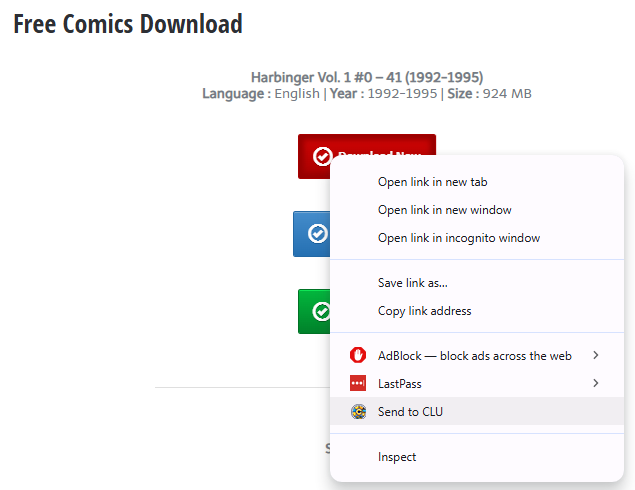 Free Comics Download
Harbinger Vol. 1 #0 – 41 (1992-1995)
Language : English | Year : 1992-1995 | Size : 924 MB
Download Now
Open link in new tab
Open link in new window
Open link in incognito window
Save link as...
Copy link address
AdBlock — block ads across the web
LastPass
Send to CLU
Inspect